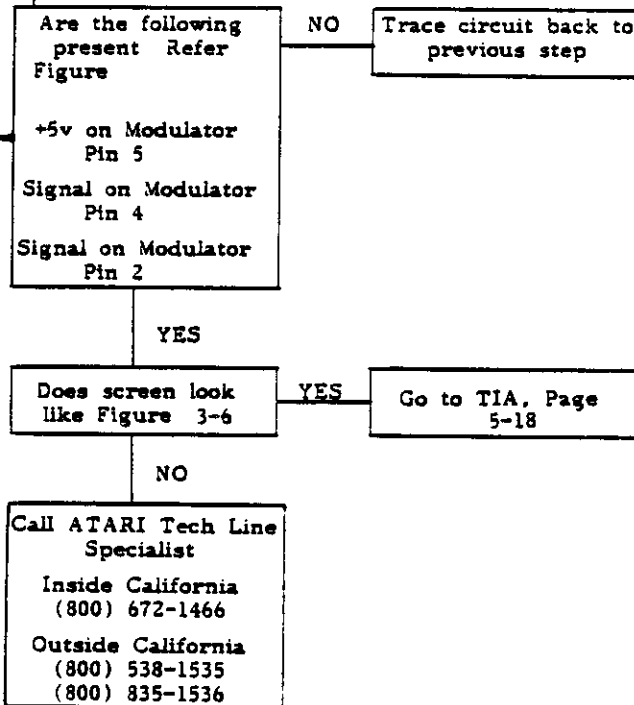 Are the following
present Refer
Figure
+5v on Modulator
Pin 5
Signal on Modulator
Pin 4
Signal on Modulator
Pin 2
NO
Trace circuit back to
previous step
YES
Does screen look
like Figure 3-6
YES
Go to TIA, Page
5-18
NO
Call ATARI Tech Line
Specialist
Inside California
(800) 672-1466
Outside California
(800) 538-1535
(800) 835-1536